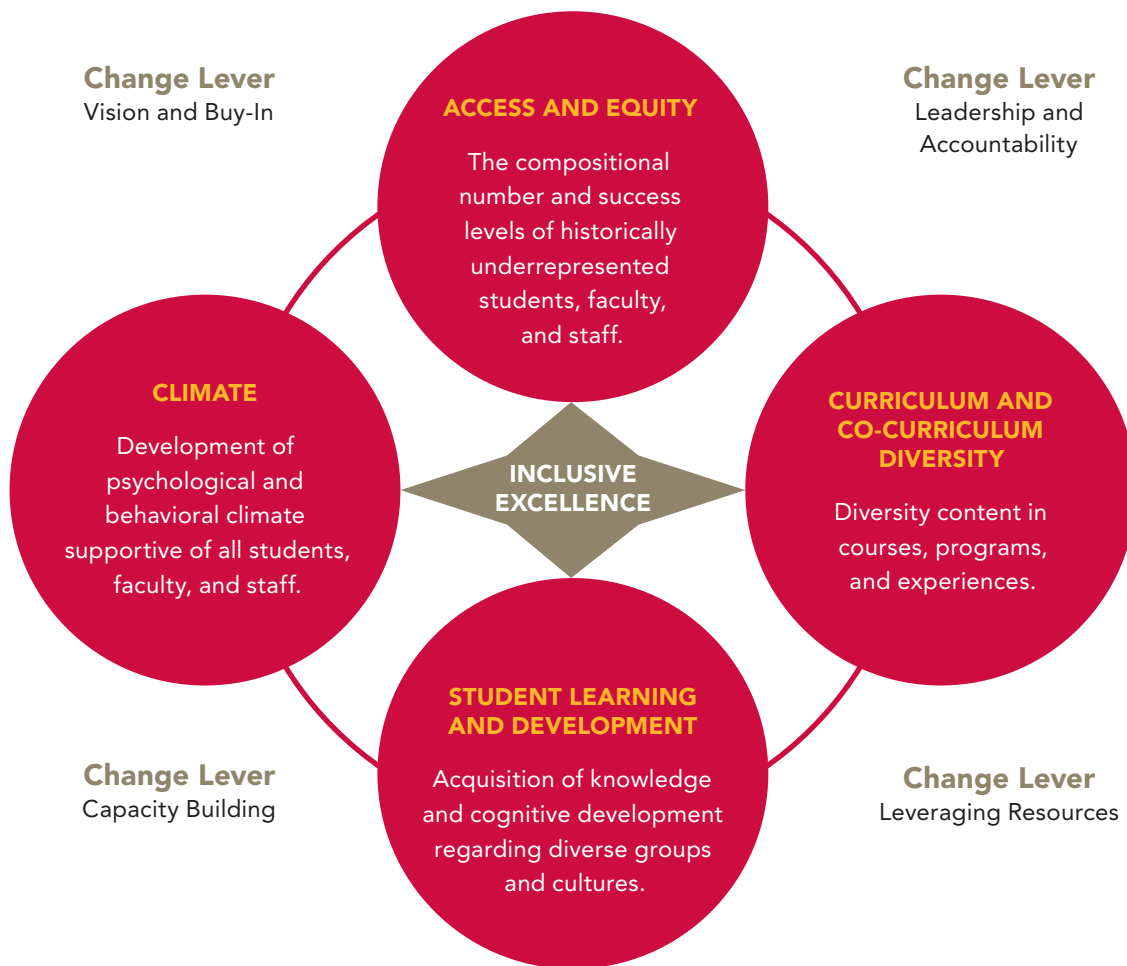 Change Lever
Vision and Buy-In
Change Lever
Leadership and
Accountability
ACCESS AND EQUITY
The compositional
number and success
levels of historically
underrepresented
students, faculty,
and staff.
CLIMATE
Development of
psychological and
behavioral climate
supportive of all students,
faculty, and staff.
INCLUSIVE
EXCELLENCE
CURRICULUM AND
CO-CURRICULUM
DIVERSITY
Diversity content in
courses, programs,
and experiences.
STUDENT LEARNING
AND DEVELOPMENT
Acquisition of knowledge
and cognitive development
regarding diverse groups
and cultures.
Change Lever
Capacity Building
Change Lever
Leveraging Resources